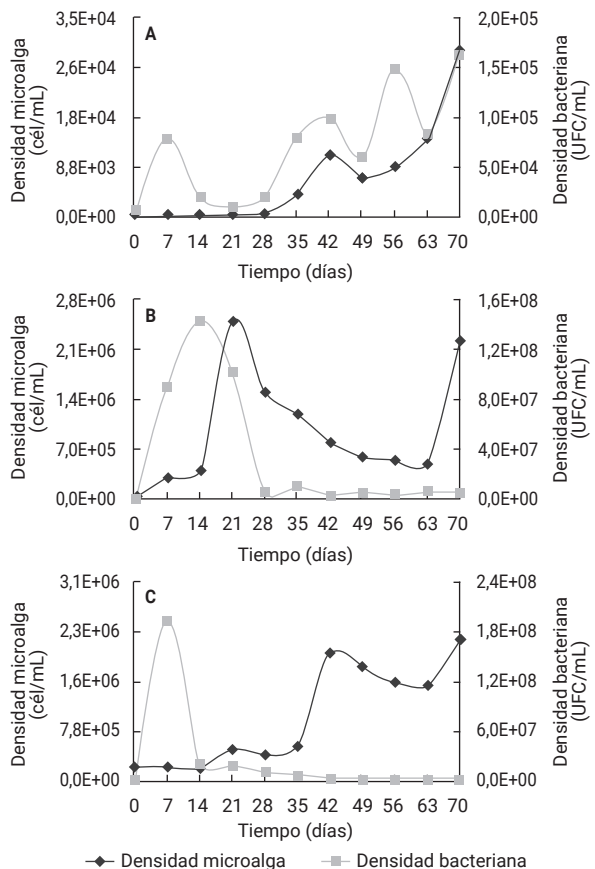 A
3,5E+04
2,6E+04
1,8E+04
8,8E+03
0,0E+00
Densidad microalga
(cél/mL)
2,0E+05
1,5E+05
1,0E+05
5,0E+04
0,0E+00
Densidad bacteriana
(UFC/mL)
0 7 14 21 28 35 42 49 56 63 70
Tiempo (días)
B
2,8E+06
2,1E+06
1,4E+06
7,0E+05
0,0E+00
Densidad microalga
(cél/mL)
1,6E+08
1,2E+08
8,0E+07
4,0E+07
0,0E+00
Densidad bacteriana
(UFC/mL)
0 7 14 21 28 35 42 49 56 63 70
Tiempo (días)
C
3,1E+06
2,3E+06
1,6E+06
7,8E+05
0,0E+00
Densidad microalga
(cél/mL)
2,4E+08
1,8E+08
1,2E+08
6,0E+07
0,0E+00
Densidad bacteriana
(UFC/mL)
0 7 14 21 28 35 42 49 56 63 70
Tiempo (días)
Densidad microalga Densidad bacteriana